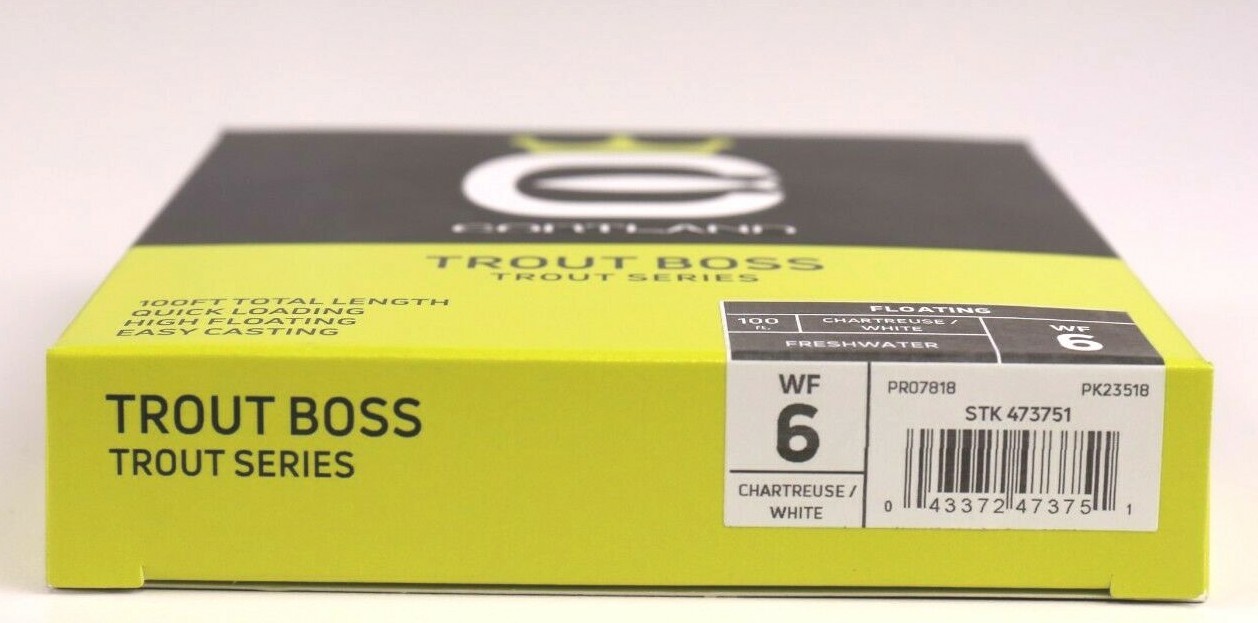 CORTLAND
TROUT BOSS
TROUT SERIES
100FT TOTAL LENGTH
QUICK LOADING
HIGH FLOATING
EASY CASTING
FLOATING
100 FT.
CHARTREUSE /
WHITE
FRESHWATER
WF
6
TROUT BOSS
TROUT SERIES
WF
6
CHARTREUSE /
WHITE
PR07818 PK23518
STK 473751
0 43372 47375 1